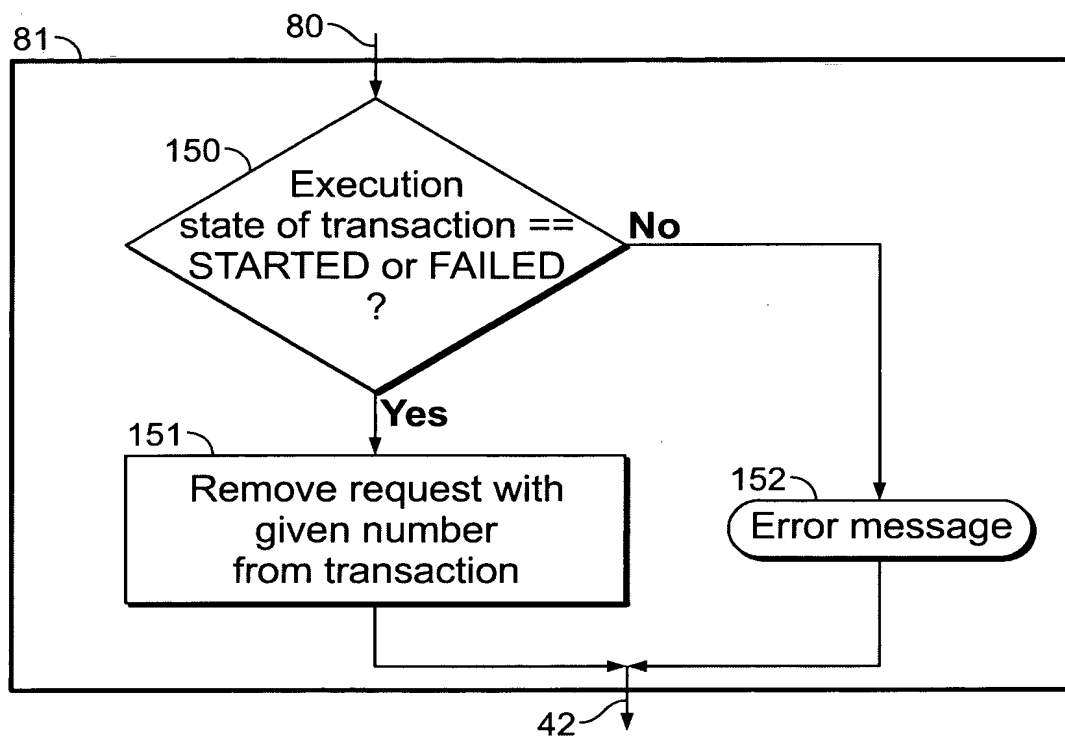 80
81
150
Execution
state of transaction ==
STARTED or FAILED
?
No
Yes
151
Remove request with
given number
from transaction
152
Error message
42